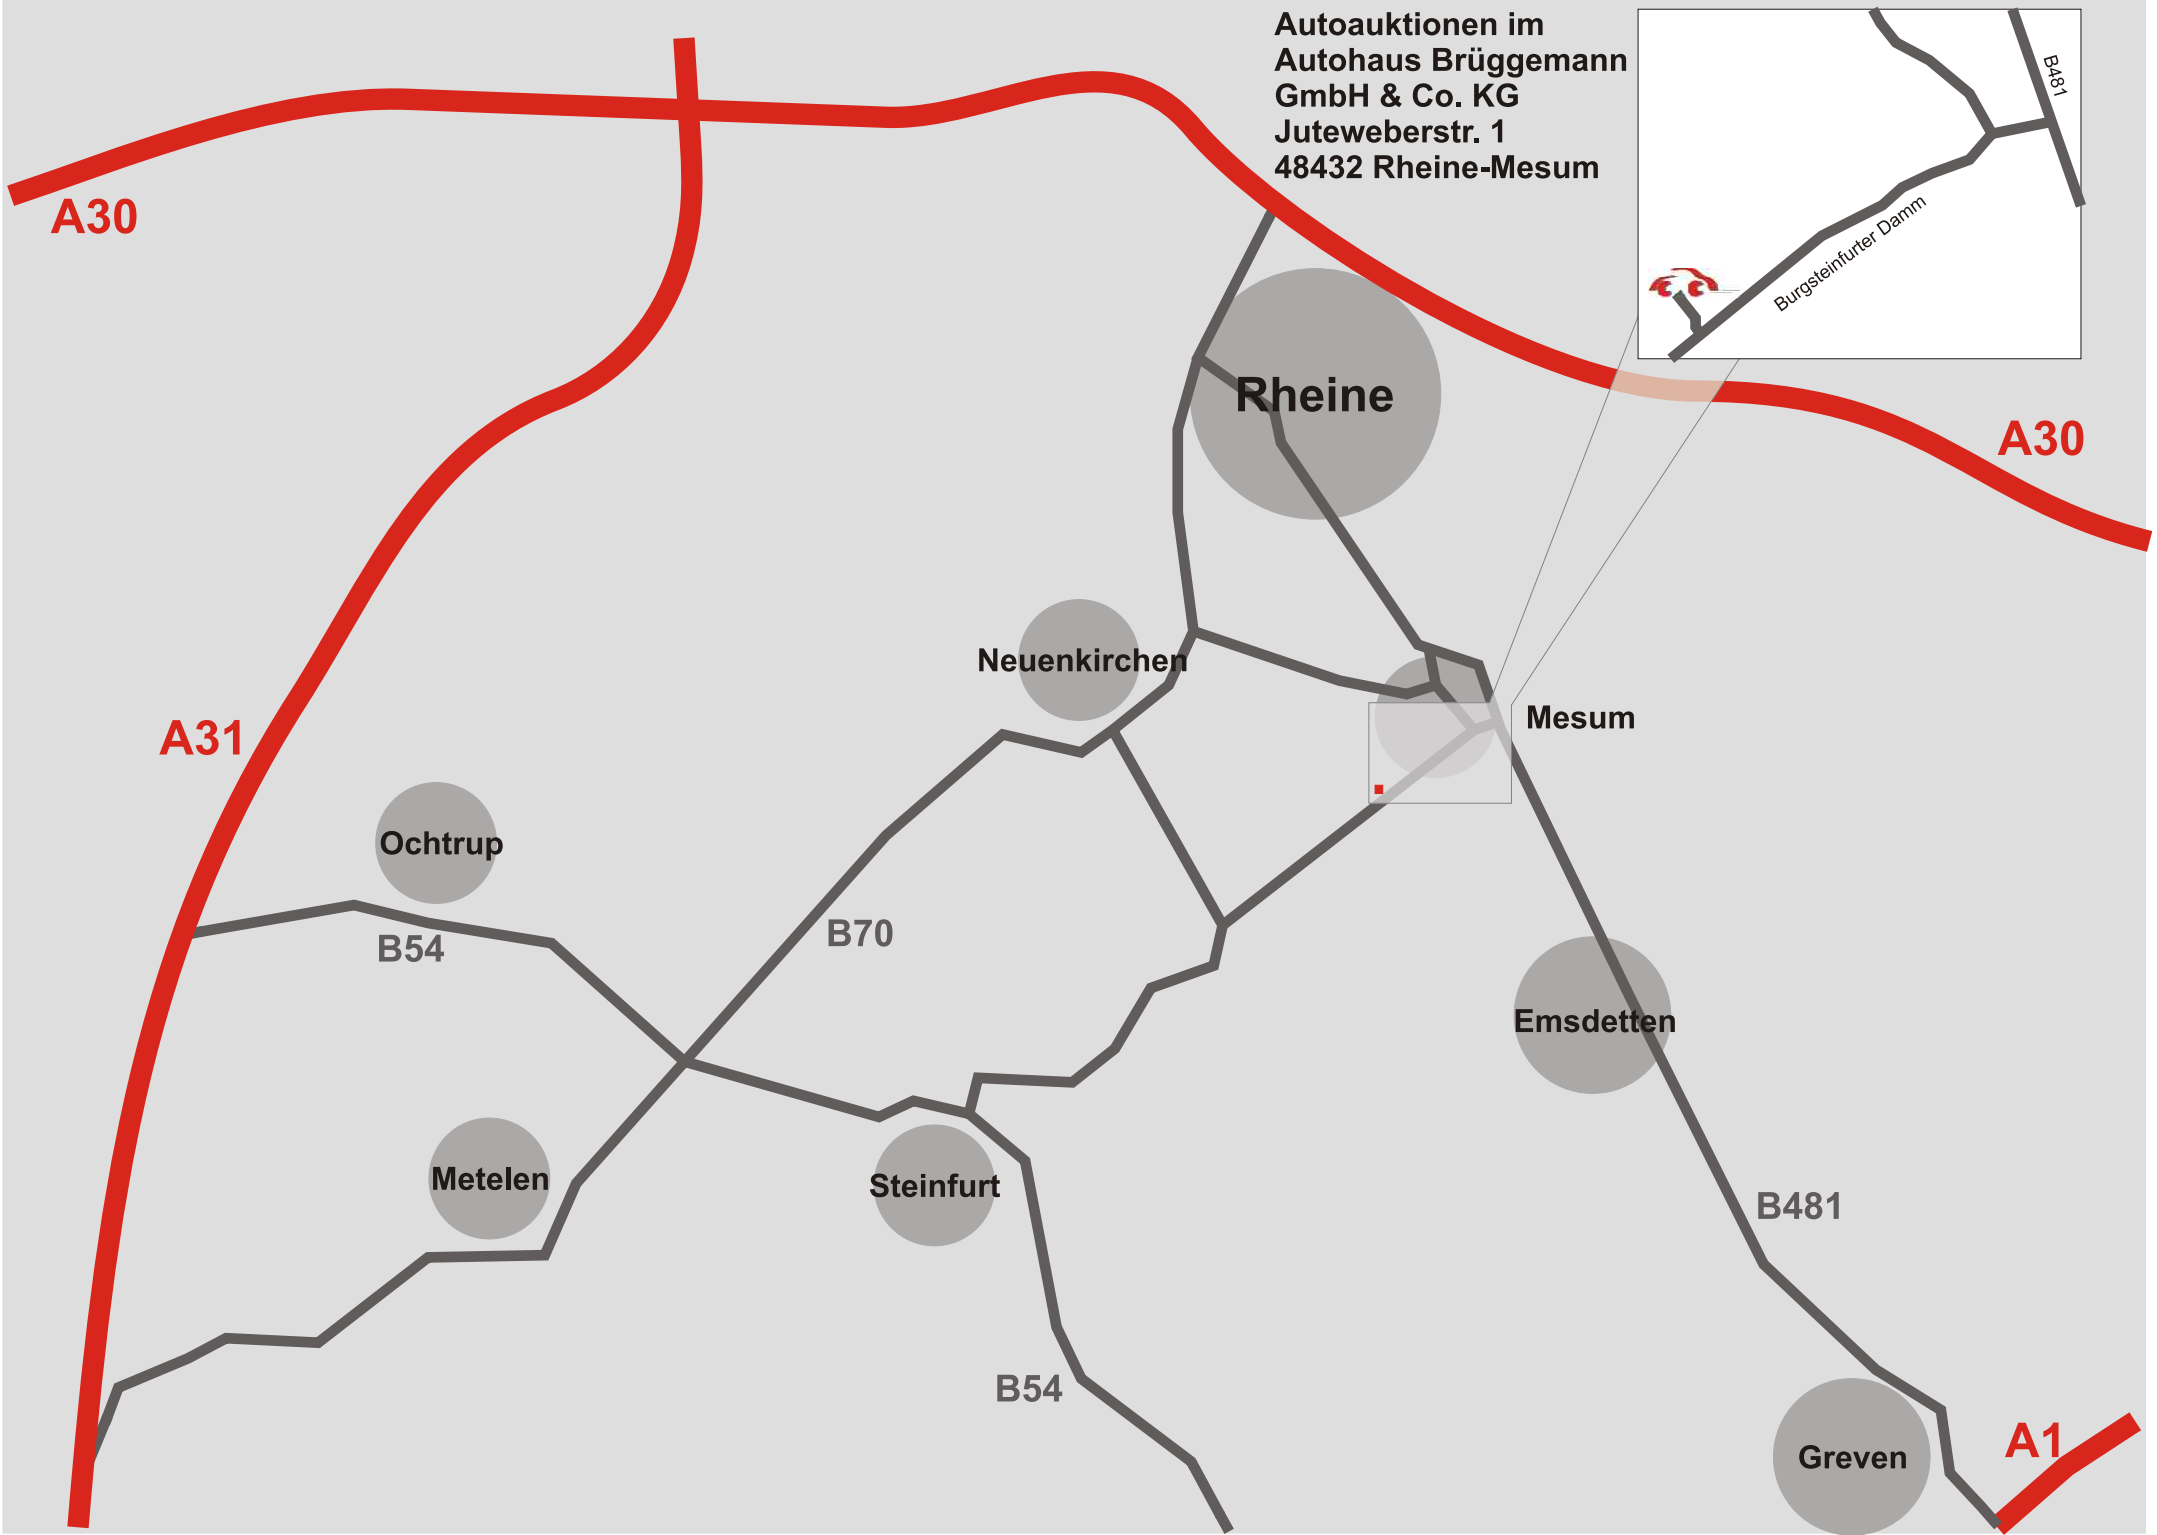 Autoauktionen im
Autohaus Brüggemann
GmbH & Co. KG
Juteweberstr. 1
48432 Rheine-Mesum
B481
Burgsteinfurter Damm
A30
Rheine
A30
Neuenkirchen
Mesum
A31
Ochtrup
B54
B70
Emsdetten
Metelen
Steinfurt
B481
B54
A1
Greven